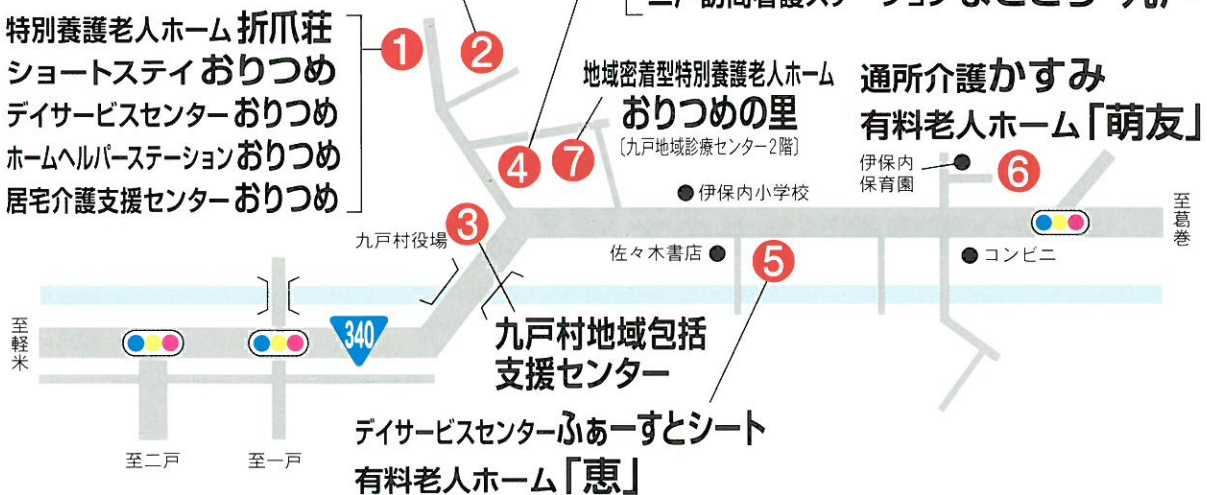 特別養護老人ホーム 折爪荘
ショートステイ おりつめ
デイサービスセンター おりつめ
ホームヘルパーステーション おりつめ
居宅介護支援センター おりつめ
1
2
4
7
地域密着型特別養護老人ホーム
おりつめの里
〔九戸地域診療センター2階〕
通所介護かすみ
有料老人ホーム「萌友」
伊保内
保育園
6
伊保内小学校
至葛巻
九戸村役場
3
佐々木書店
5
コンビニ
至軽米
340
九戸村地域包括
支援センター
デイサービスセンターふぁーすとシート
有料老人ホーム「恵」
至二戸
至一戸